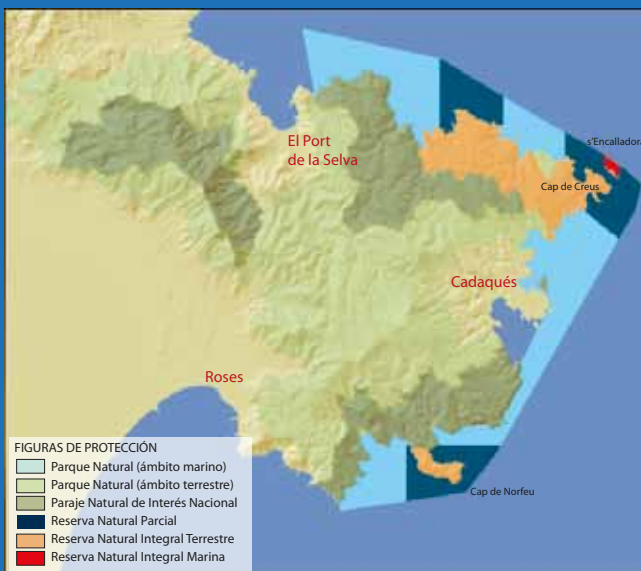 El Port
de la Selva
s'Encalladora
Cap de Creus
Cadaqués
Roses
Cap de Norfeu
FIGURAS DE PROTECCIÓN
Parque Natural (ámbito marino)
Parque Natural (ámbito terrestre)
Paraje Natural de Interés Nacional
Reserva Natural Parcial
Reserva Natural Integral Terrestre
Reserva Natural Integral Marina